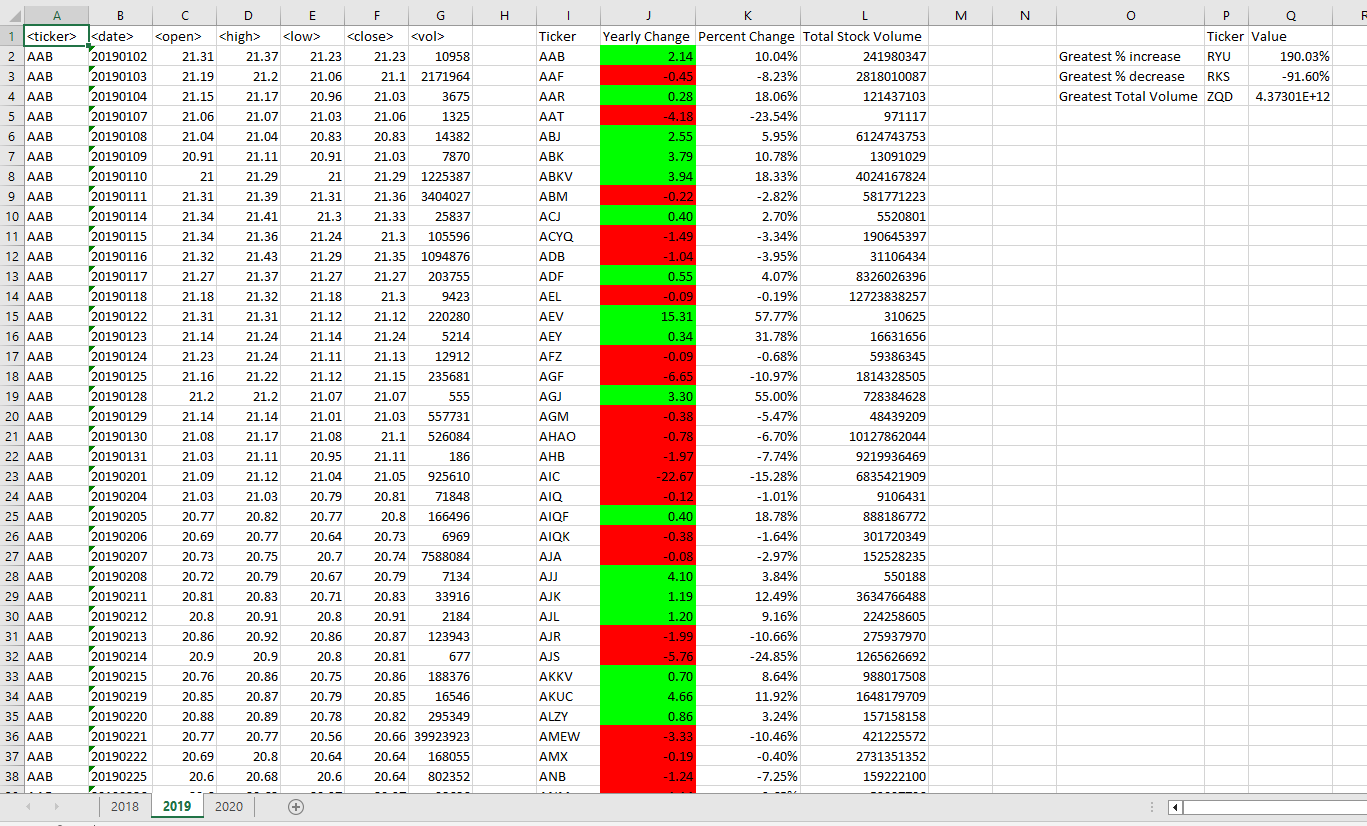 A B C D E F G H I J K L M N O P Q
1 <ticker> <date> <open> <high> <low> <close> <vol> Ticker Yearly Change Percent Change Total Stock Volume Ticker Value
2 AAB 20190102 21.31 21.37 21.23 21.23 10958 AAB 2.14 10.04% 241980347 Greatest % increase RYU 190.03%
3 AAB 20190103 21.19 21.2 21.06 21.1 2171964 AAF -0.45 -8.23% 2818010087 Greatest % decrease RKS -91.60%
4 AAB 20190104 21.15 21.17 20.96 21.03 3675 AAR 0.28 18.06% 121437103 Greatest Total Volume ZQD 4.37301E+12
5 AAB 20190107 21.06 21.07 21.03 21.06 1325 AAT -4.18 -23.54% 971117
6 AAB 20190108 21.04 21.04 20.83 20.83 14382 ABJ 2.55 5.95% 6124743753
7 AAB 20190109 20.91 21.11 20.91 21.03 7870 ABK 3.79 10.78% 13091029
8 AAB 20190110 21 21.29 21 21.29 1225387 ABKV 3.94 18.33% 4024167824
9 AAB 20190111 21.31 21.39 21.31 21.36 3404027 ABM -0.22 -2.82% 581771223
10 AAB 20190114 21.34 21.41 21.3 21.33 25837 ACJ 0.40 2.70% 5520801
11 AAB 20190115 21.34 21.36 21.24 21.3 105596 ACYQ -1.49 -3.34% 190645397
12 AAB 20190116 21.32 21.43 21.29 21.35 1094876 ADB -1.04 -3.95% 31106434
13 AAB 20190117 21.27 21.37 21.27 21.27 203755 ADF 0.55 4.07% 8326026396
14 AAB 20190118 21.18 21.32 21.18 21.3 9423 AEL -0.09 -0.19% 12723838257
15 AAB 20190122 21.31 21.31 21.12 21.12 220280 AEV 15.31 57.77% 310625
16 AAB 20190123 21.14 21.24 21.14 21.24 5214 AEY 0.34 31.78% 16631656
17 AAB 20190124 21.23 21.24 21.11 21.13 12912 AFZ -0.09 -0.68% 59386345
18 AAB 20190125 21.16 21.22 21.12 21.15 235681 AGF -6.65 -10.97% 1814328505
19 AAB 20190128 21.2 21.2 21.07 21.07 555 AGJ 3.30 55.00% 728384628
20 AAB 20190129 21.14 21.14 21.01 21.03 557731 AGM -0.38 -5.47% 48439209
21 AAB 20190130 21.08 21.17 21.08 21.1 526084 AHAO -0.78 -6.70% 10127862044
22 AAB 20190131 21.03 21.11 20.95 21.11 186 AHB -1.97 -7.74% 9219936469
23 AAB 20190201 21.09 21.12 21.04 21.05 925610 AIC -22.67 -15.28% 6835421909
24 AAB 20190204 21.03 21.03 20.79 20.81 71848 AIQ -0.12 -1.01% 9106431
25 AAB 20190205 20.77 20.82 20.77 20.8 166496 AIQF 0.40 18.78% 888186772
26 AAB 20190206 20.69 20.77 20.64 20.73 6969 AIQK -0.38 -1.64% 301720349
27 AAB 20190207 20.73 20.75 20.7 20.74 7588084 AJA -0.08 -2.97% 152528235
28 AAB 20190208 20.72 20.79 20.67 20.79 7134 AJJ 4.10 3.84% 550188
29 AAB 20190211 20.81 20.83 20.71 20.83 33916 AJK 1.19 12.49% 3634766488
30 AAB 20190212 20.8 20.91 20.8 20.91 2184 AJL 1.20 9.16% 224258605
31 AAB 20190213 20.86 20.92 20.86 20.87 123943 AJR -1.99 -10.66% 275937970
32 AAB 20190214 20.9 20.9 20.8 20.81 677 AJS -5.76 -24.85% 1265626692
33 AAB 20190215 20.76 20.86 20.75 20.86 188376 AKKV 0.70 8.64% 988017508
34 AAB 20190219 20.85 20.87 20.79 20.85 16546 AKUC 4.66 11.92% 1648179709
35 AAB 20190220 20.88 20.89 20.78 20.82 295349 ALZY 0.86 3.24% 157158158
36 AAB 20190221 20.77 20.77 20.56 20.66 39923923 AMEW -3.33 -10.46% 421225572
37 AAB 20190222 20.69 20.8 20.64 20.64 168055 AMX -0.19 -0.40% 2731351352
38 AAB 20190225 20.6 20.68 20.6 20.64 802352 ANB -1.24 -7.25% 159222100
2018 2019 2020